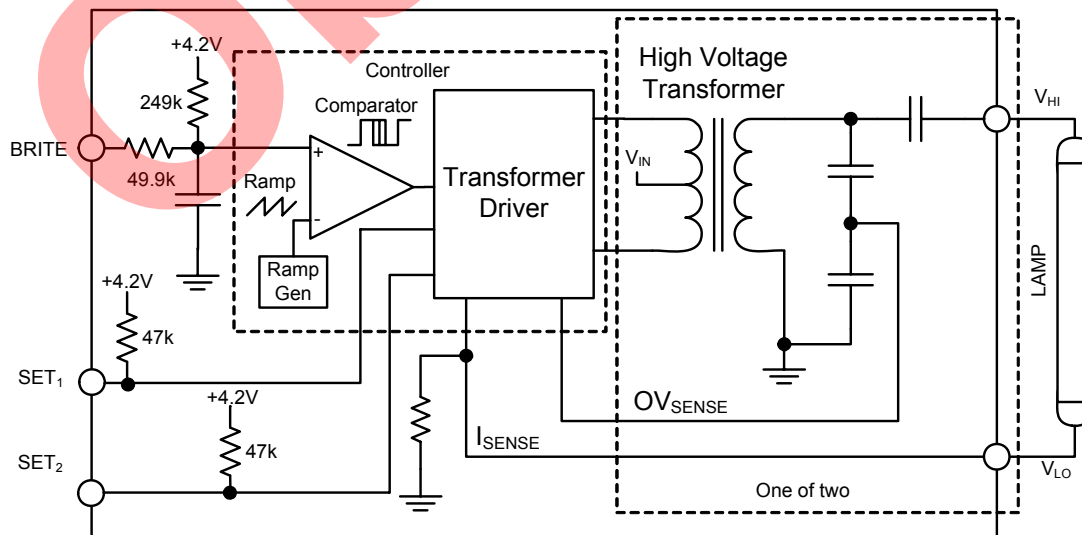 +4.2V
Controller
High Voltage
Transformer
249k
Comparator
V_HI
BRITE
49.9k
+
-
Ramp
Transformer
Driver
V_IN
Ramp
Gen
+4.2V
47k
LAMP
SET_1
+4.2V
47k
OV_SENSE
I_SENSE
SET_2
V_LO
One of two